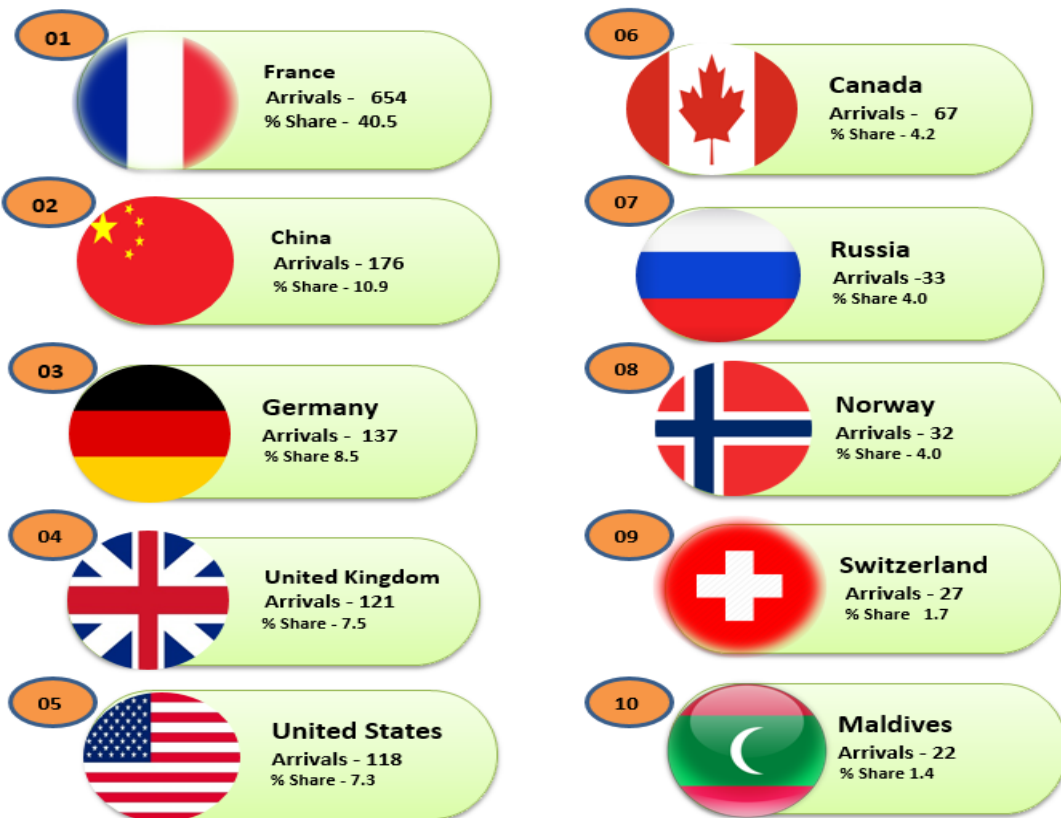 01
France
Arrivals - 654
% Share - 40.5
02
China
Arrivals - 176
% Share - 10.9
03
Germany
Arrivals - 137
% Share 8.5
04
United Kingdom
Arrivals - 121
% Share - 7.5
05
United States
Arrivals - 118
% Share - 7.3
06
Canada
Arrivals - 67
% Share - 4.2
07
Russia
Arrivals -33
% Share 4.0
08
Norway
Arrivals - 32
% Share - 4.0
09
Switzerland
Arrivals - 27
% Share 1.7
10
Maldives
Arrivals - 22
% Share 1.4